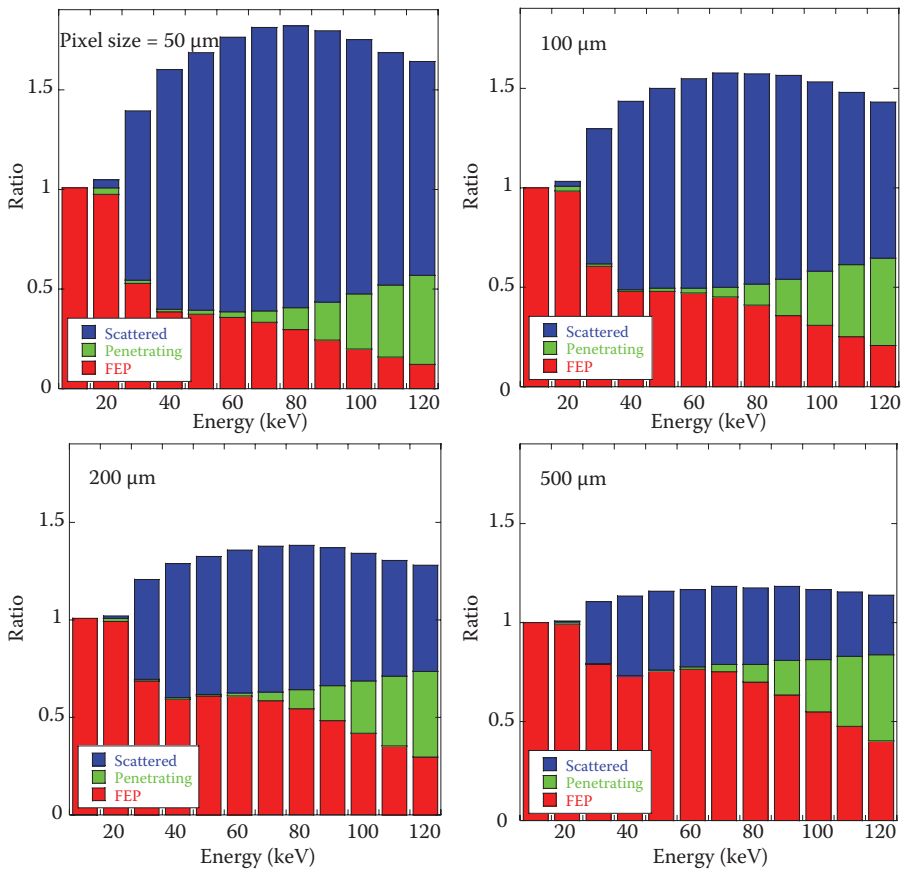 Pixel size = 50 μm
1.5
1
0.5
0
Ratio
Scattered
Penetrating
FEP
20 40 60 80 100 120
Energy (keV)
100 μm
1.5
1
0.5
0
Ratio
Scattered
Penetrating
FEP
20 40 60 80 100 120
Energy (keV)
200 μm
1.5
1
0.5
0
Ratio
Scattered
Penetrating
FEP
20 40 60 80 100 120
Energy (keV)
500 μm
1.5
1
0.5
0
Ratio
Scattered
Penetrating
FEP
20 40 60 80 100 120
Energy (keV)